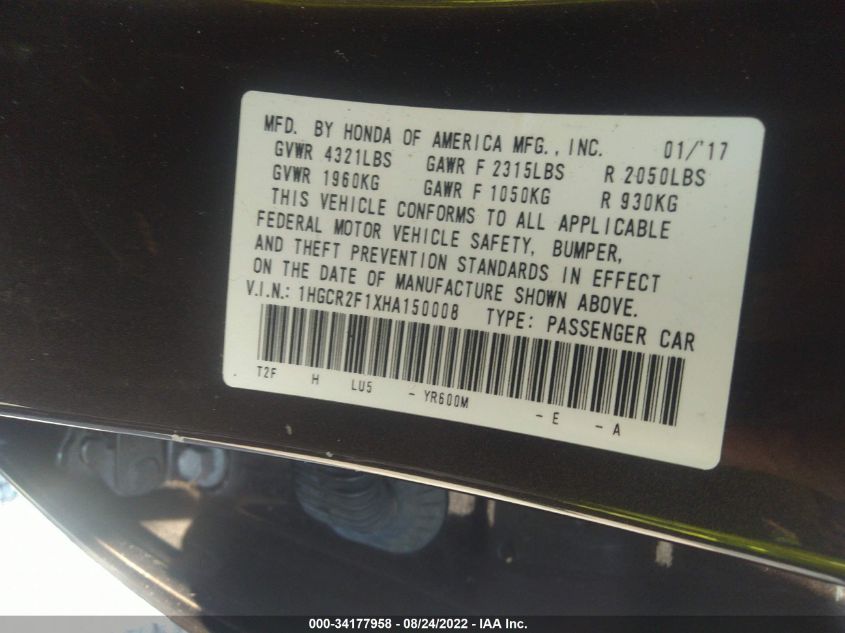 MFD. BY HONDA OF AMERICA MFG., INC. 01/'17
GVWR 4321LBS GAWR F 2315LBS R 2050LBS
GVWR 1960KG GAWR F 1050KG R 930KG
THIS VEHICLE CONFORMS TO ALL APPLICABLE
FEDERAL MOTOR VEHICLE SAFETY, BUMPER,
AND THEFT PREVENTION STANDARDS IN EFFECT
ON THE DATE OF MANUFACTURE SHOWN ABOVE.
V.I.N.: 1HGCR2F1XHA150008 TYPE: PASSENGER CAR
T2F H LU5 - YR600M - E - A
000-34177958 - 08/24/2022 - IAA Inc.